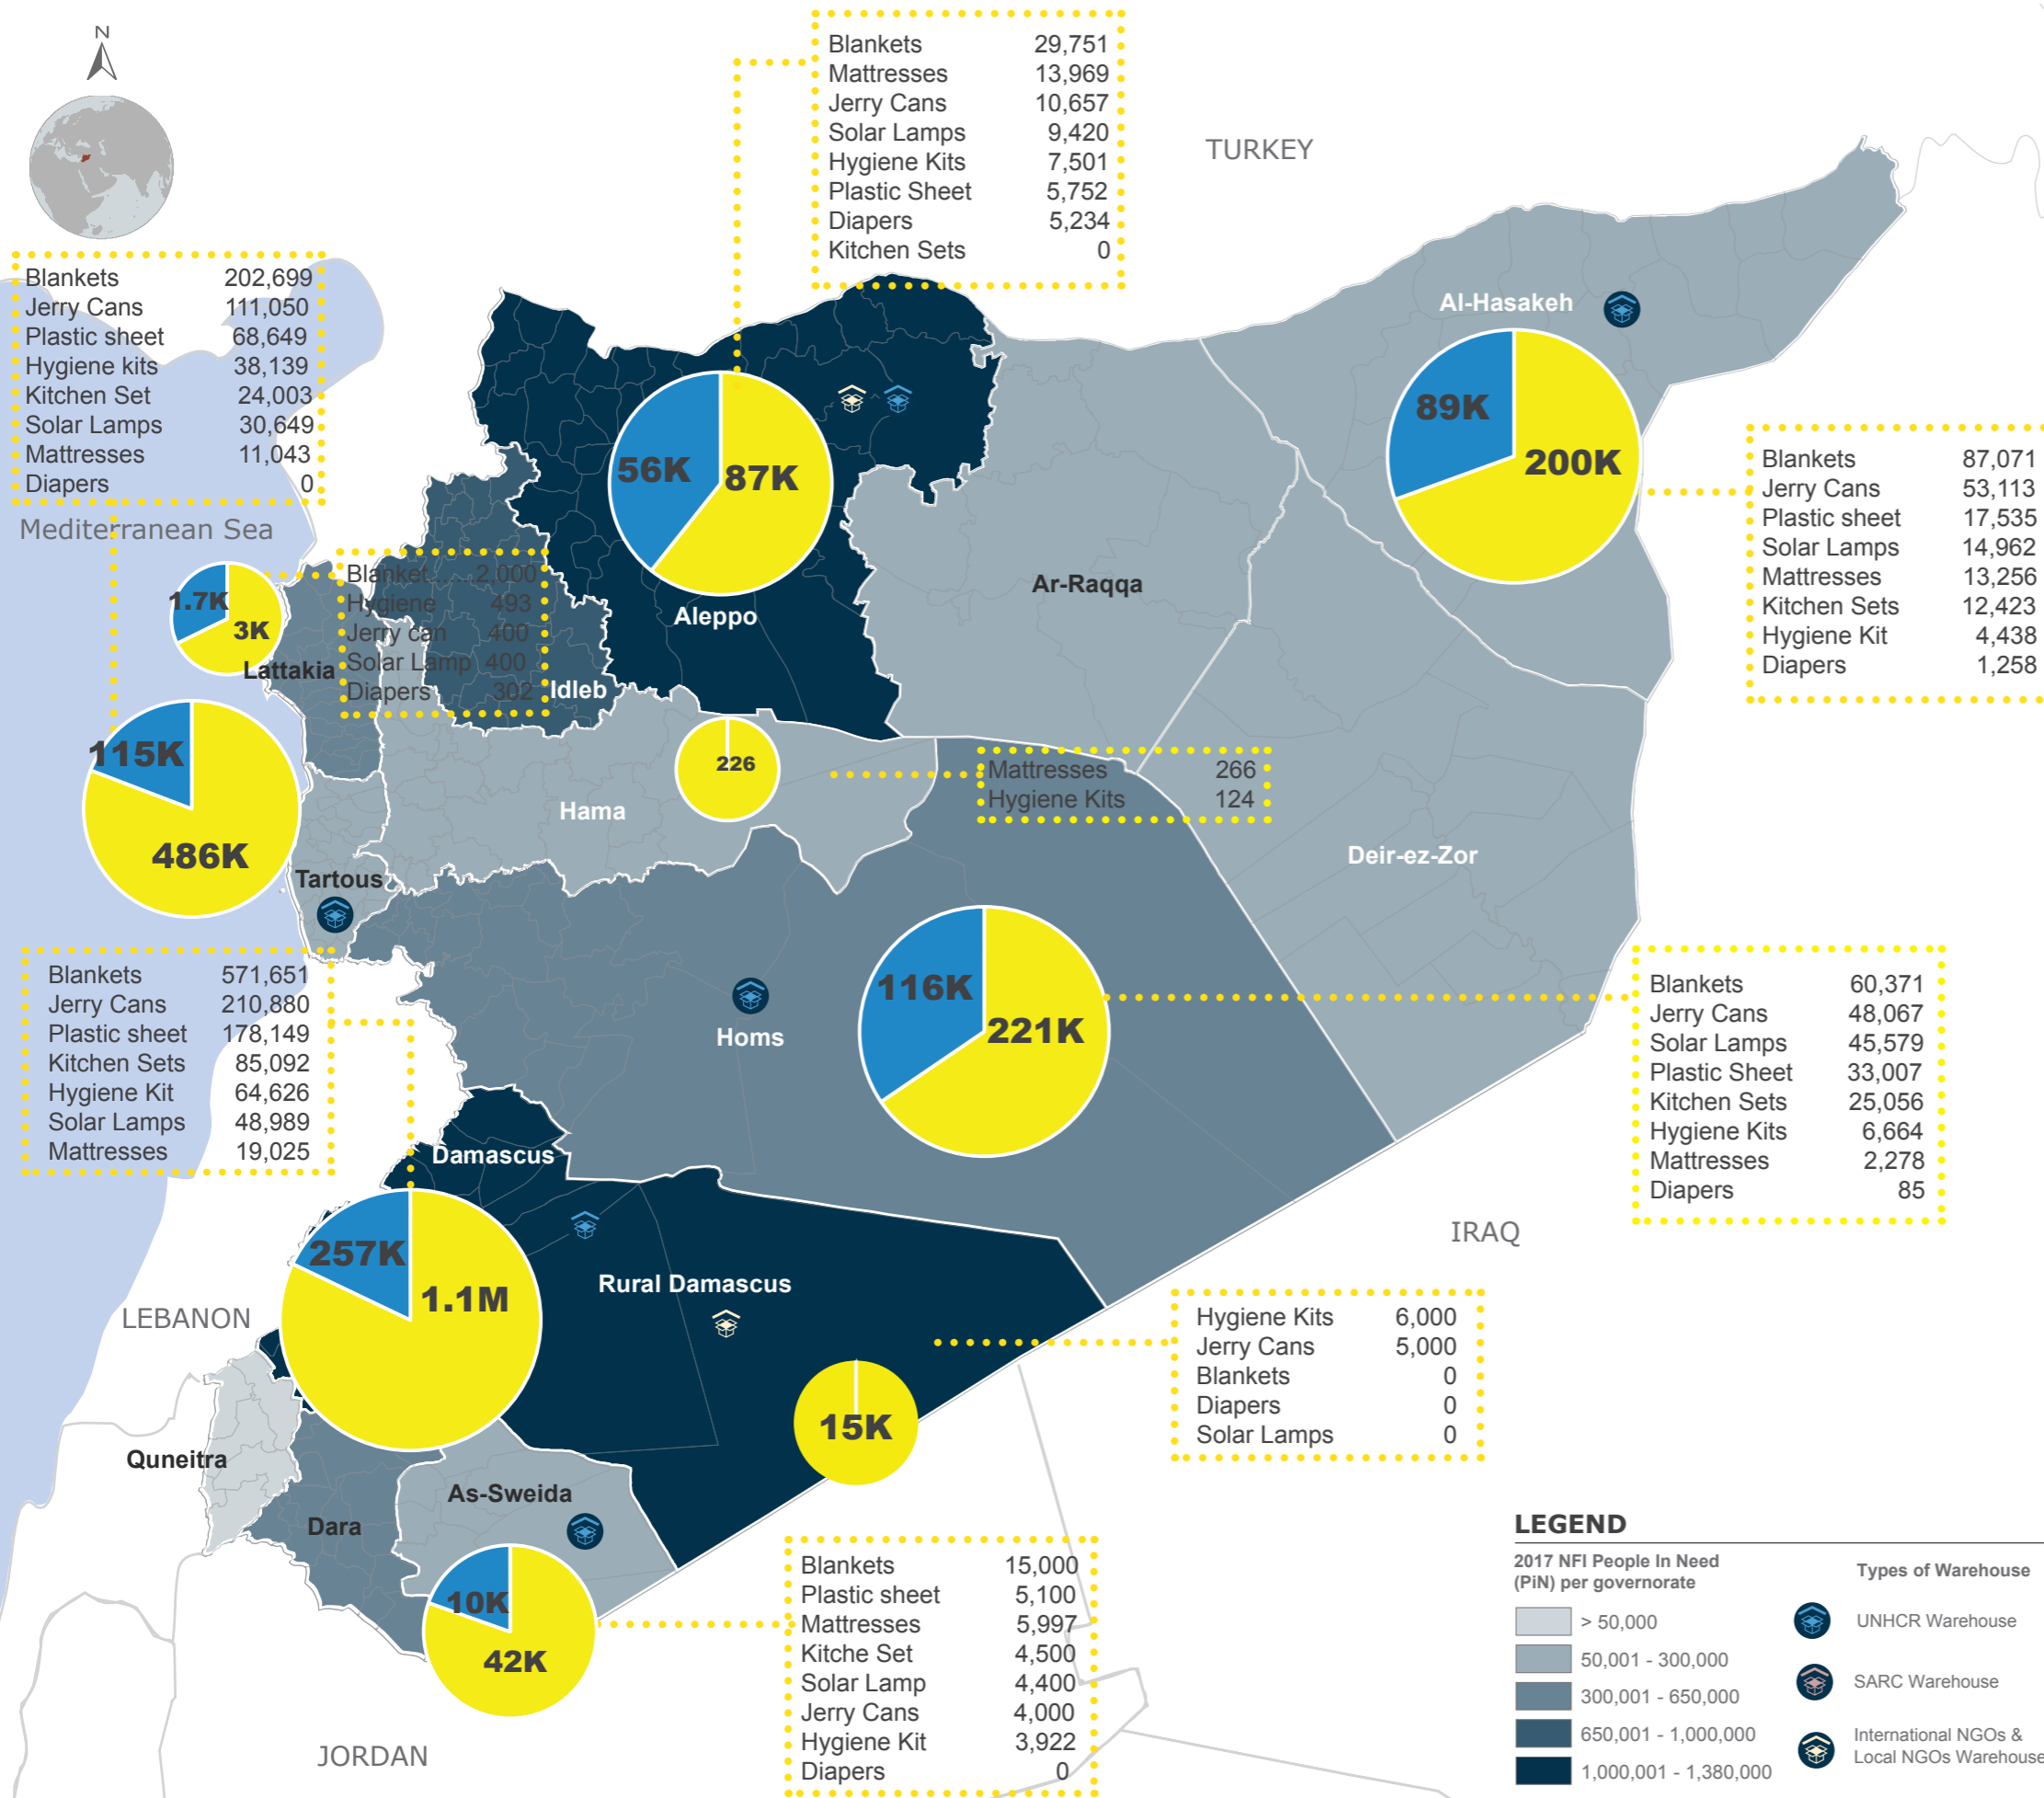 N
Blankets 29,751
Mattresses 13,969
Jerry Cans 10,657
Solar Lamps 9,420
Hygiene Kits 7,501
Plastic Sheet 5,752
Diapers 5,234
Kitchen Sets 0
TURKEY
Blankets 202,699
Jerry Cans 111,050
Plastic sheet 68,649
Hygiene kits 38,139
Kitchen Set 24,003
Solar Lamps 30,649
Mattresses 11,043
Diapers 0
Mediterranean Sea
Al-Hasakeh
89K
200K
Blankets 87,071
Jerry Cans 53,113
Plastic sheet 17,535
Solar Lamps 14,962
Mattresses 13,256
Kitchen Sets 12,423
Hygiene Kit 4,438
Diapers 1,258
56K
87K
Aleppo
Ar-Raqqa
Blanket......2,000
Hygiene 493
Jerry can 400
Solar Lamp 400
Diapers 302
1.7K
3K
Lattakia
Idleb
115K
486K
226
Mattresses 266
Hygiene Kits 124
Hama
Tartous
Deir-ez-Zor
Blankets 571,651
Jerry Cans 210,880
Plastic sheet 178,149
Kitchen Sets 85,092
Hygiene Kit 64,626
Solar Lamps 48,989
Mattresses 19,025
Homs
116K
221K
Blankets 60,371
Jerry Cans 48,067
Solar Lamps 45,579
Plastic Sheet 33,007
Kitchen Sets 25,056
Hygiene Kits 6,664
Mattresses 2,278
Diapers 85
Damascus
257K
1.1M
Rural Damascus
IRAQ
LEBANON
Hygiene Kits 6,000
Jerry Cans 5,000
Blankets 0
Diapers 0
Solar Lamps 0
15K
Quneitra
As-Sweida
Dara
10K
42K
Blankets 15,000
Plastic sheet 5,100
Mattresses 5,997
Kitche Set 4,500
Solar Lamp 4,400
Jerry Cans 4,000
Hygiene Kit 3,922
Diapers 0
JORDAN
LEGEND
2017 NFI People In Need
(PiN) per governorate
> 50,000
50,001 - 300,000
300,001 - 650,000
650,001 - 1,000,000
1,000,001 - 1,380,000
Types of Warehouse
UNHCR Warehouse
SARC Warehouse
International NGOs &
Local NGOs Warehouse